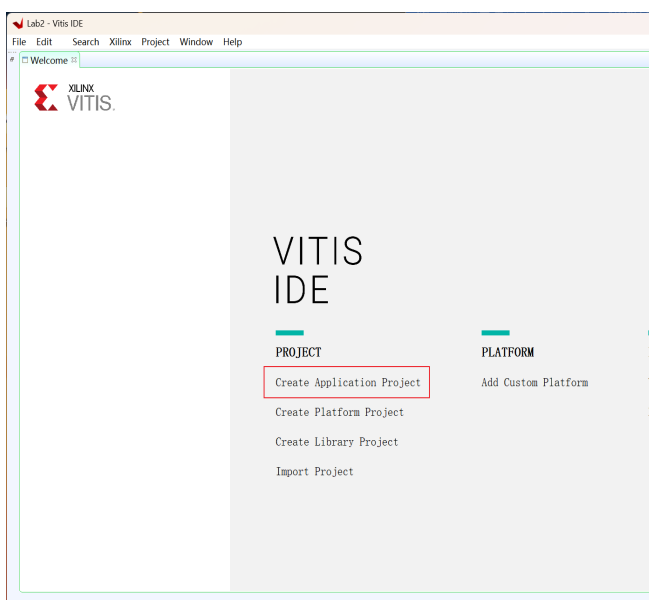 Lab2 - Vitis IDE
File Edit Search Xilinx Project Window Help
Welcome
XILINX
VITIS.
VITIS
IDE
PROJECT
PLATFORM
Create Application Project
Add Custom Platform
Create Platform Project
Create Library Project
Import Project